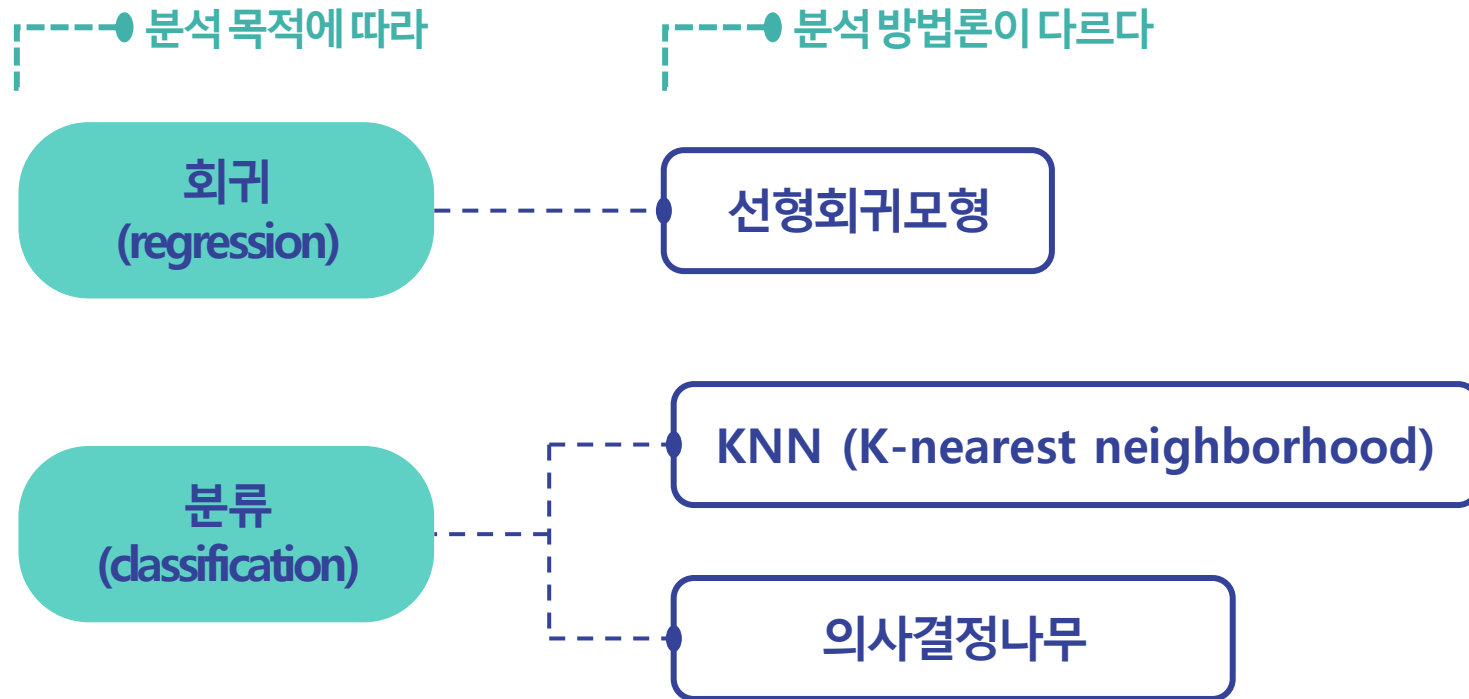 분석 목적에 따라
분석 방법론이 다르다
회귀
(regression)
선형회귀모형
KNN (K-nearest neighborhood)
분류
(classification)
의사결정나무